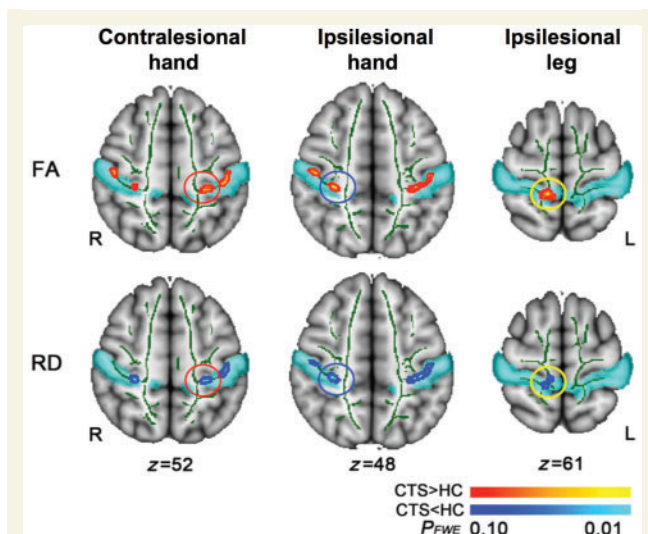 Contralesional hand
Ipsilesional hand
Ipsilesional leg
FA
R
L
RD
R
L
z=52
z=48
z=61
CTS>HC
CTS<HC
PFWE 0.10 0.01